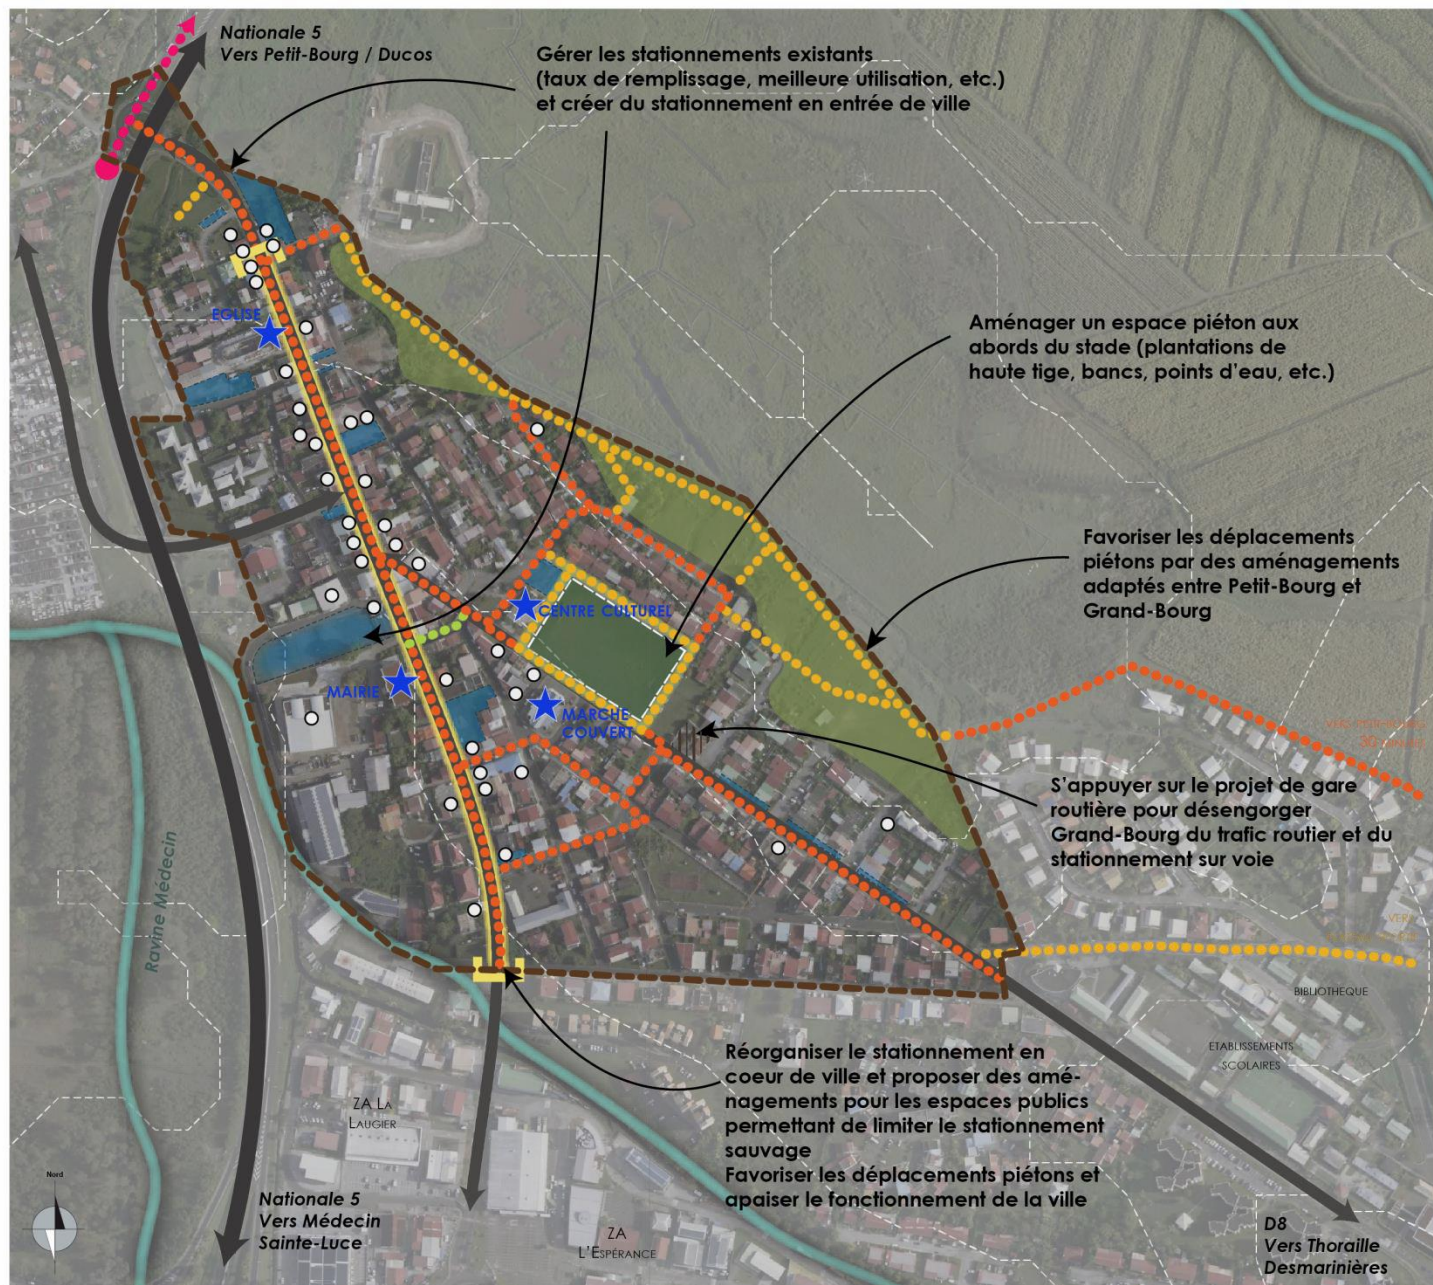 Nationale 5
Vers Petit-Bourg / Ducos
Gérer les stationnements existants
(taux de remplissage, meilleure utilisation, etc.)
et créer du stationnement en entrée de ville
EGLISE
Aménager un espace piéton aux
abords du stade (plantations de
haute tige, bancs, points d'eau, etc.)
Favoriser les déplacements
piétons par des aménagements
adaptés entre Petit-Bourg et
Grand-Bourg
CENTRE CULTUREL
MAIRIE
MARCHE
COUVERT
S'appuyer sur le projet de gare
routière pour désengorger
Grand-Bourg du trafic routier et du
stationnement sur voie
Ravine Médecin
VERS
BIBLIOTHEQUE
ETABLISSEMENTS
SCOLAIRES
Réorganiser le stationnement en
coeur de ville et proposer des amé-
nagements pour les espaces publics
permettant de limiter le stationnement
sauvage
Favoriser les déplacements piétons et
apaiser le fonctionnement de la ville
ZA LA
LAUGIER
ZA
L'ESPÉRANCE
Nord
Nationale 5
Vers Médecin
Sainte-Luce
D8
Vers Thoraille
Desmarinières